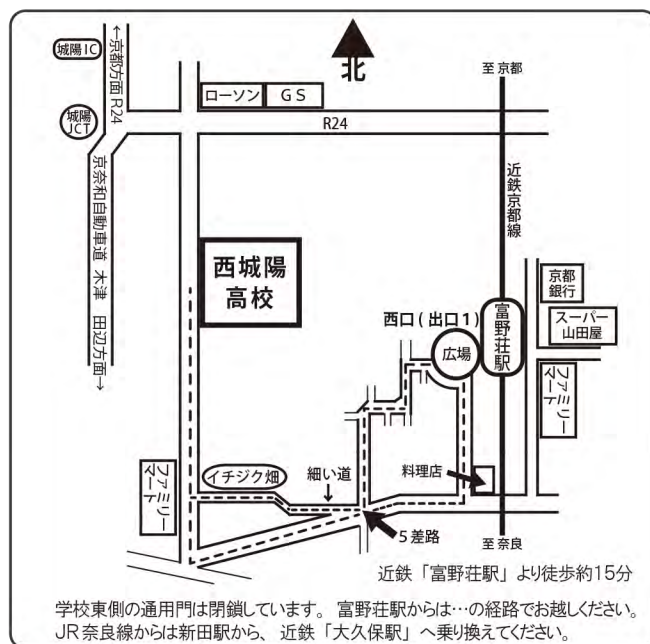 城陽IC
←京都方面 R24
城陽
JCT
京奈和自動車道 木津 田辺方面→
ローソン
GS
R24
北
至京都
近鉄京都線
西城陽
高校
西口(出口1)
広場
富野荘駅
京都
銀行
スーパー
山田屋
ファミリーマート
ファミリーマート
イチジク畑
細い道
料理店
5差路
至奈良
近鉄「富野荘駅」より徒歩約15分
学校東側の通用門は閉鎖しています。富野荘駅からは…の経路でお越しください。
JR奈良線からは新田駅から、近鉄「大久保駅」へ乗り換えてください。